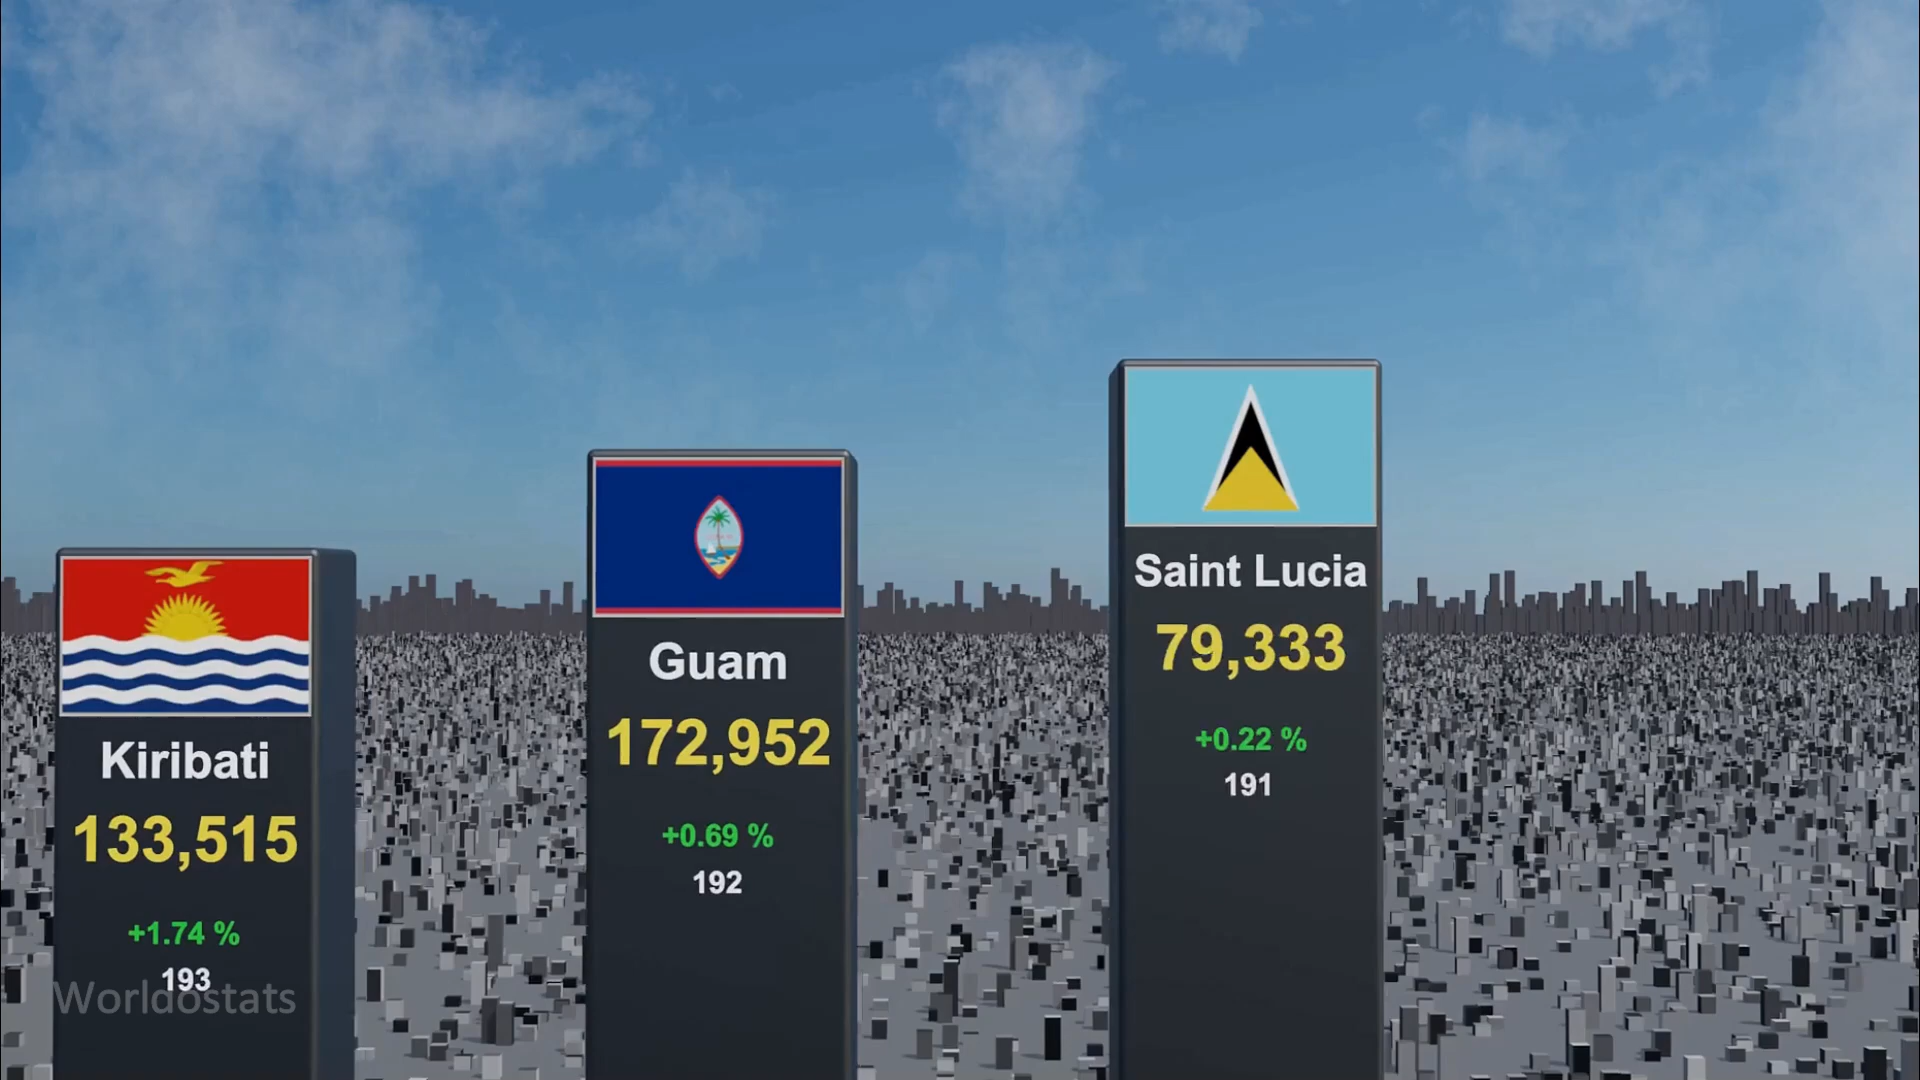 Kiribati
133,515
+1.74 %
193
Worldostats
Guam
172,952
+0.69 %
192
Saint Lucia
79,333
+0.22 %
191